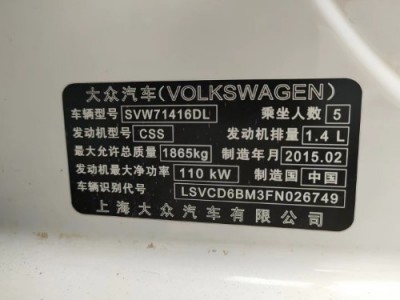 大众汽车(VOLKSWAGEN)
车辆型号 SVW71416DL 乘坐人数 5
发动机型号 CSS 发动机排量 1.4 L
最大允许总质量 1865kg 制造年月 2015.02
发动机最大净功率 110 kW 制造国 中国
车辆识别代号 LSVCD6BM3FN026749
上海大众汽车有限公司